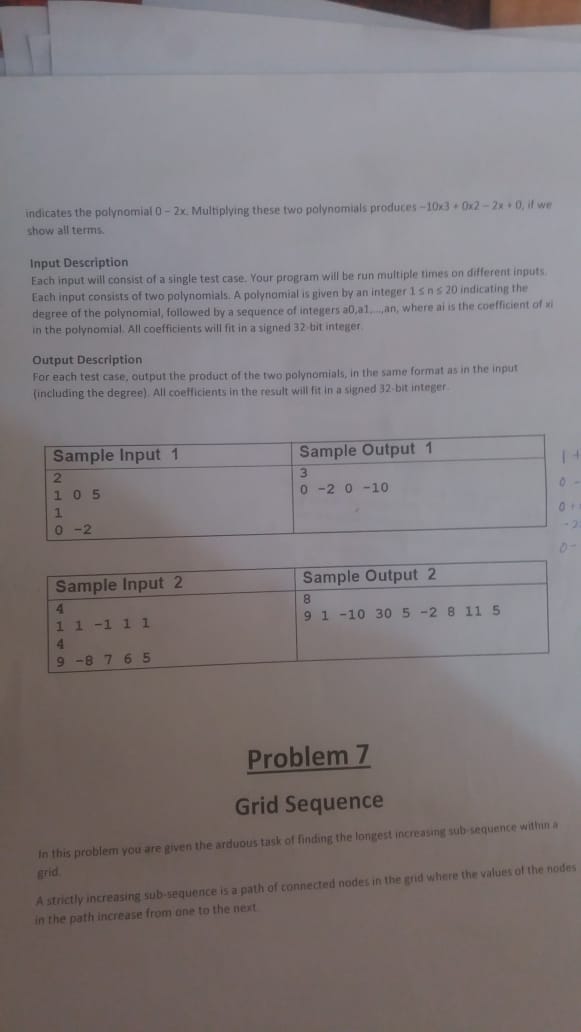 indicates the polynomial 0 – 2x. Multiplying these two polynomials produces –10x3 + 0x2 – 2x + 0, if we
show all terms.
Input Description
Each input will consist of a single test case. Your program will be run multiple times on different inputs.
Each input consists of two polynomials. A polynomial is given by an integer 1 ≤ n ≤ 20 indicating the
degree of the polynomial, followed by a sequence of integers a0,a1,...,an, where ai is the coefficient of xi
in the polynomial. All coefficients will fit in a signed 32-bit integer.
Output Description
For each test case, output the product of the two polynomials, in the same format as in the input
(including the degree). All coefficients in the result will fit in a signed 32-bit integer.
Sample Input 1
2
1 0 5
1
0 -2
Sample Output 1
3
0 -2 0 -10
Sample Input 2
4
1 1 -1 1 1
4
9 -8 7 6 5
Sample Output 2
8
9 1 -10 30 5 -2 8 11 5
Problem 7
Grid Sequence
In this problem you are given the arduous task of finding the longest increasing sub-sequence within a
grid.
A strictly increasing sub-sequence is a path of connected nodes in the grid where the values of the nodes
in the path increase from one to the next.